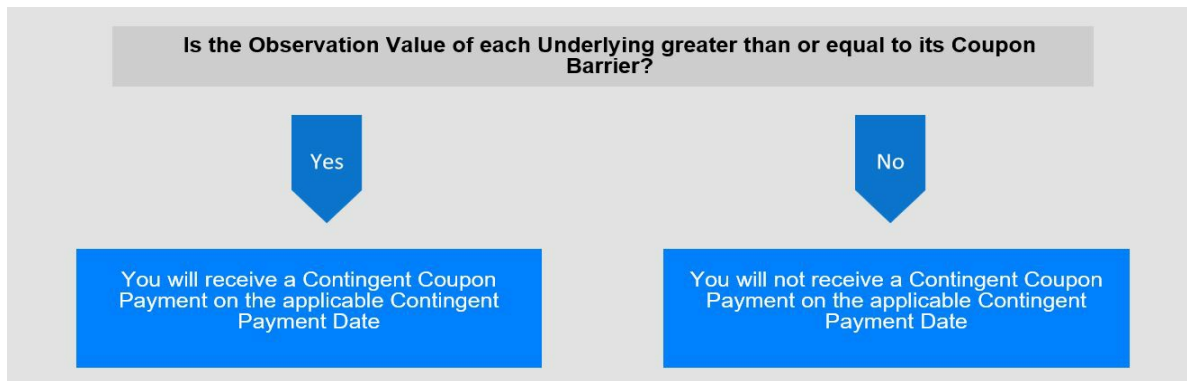 Is the Observation Value of each Underlying greater than or equal to its Coupon
Barrier?
Yes
No
You will receive a Contingent Coupon
Payment on the applicable Contingent
Payment Date
You will not receive a Contingent Coupon
Payment on the applicable Contingent
Payment Date